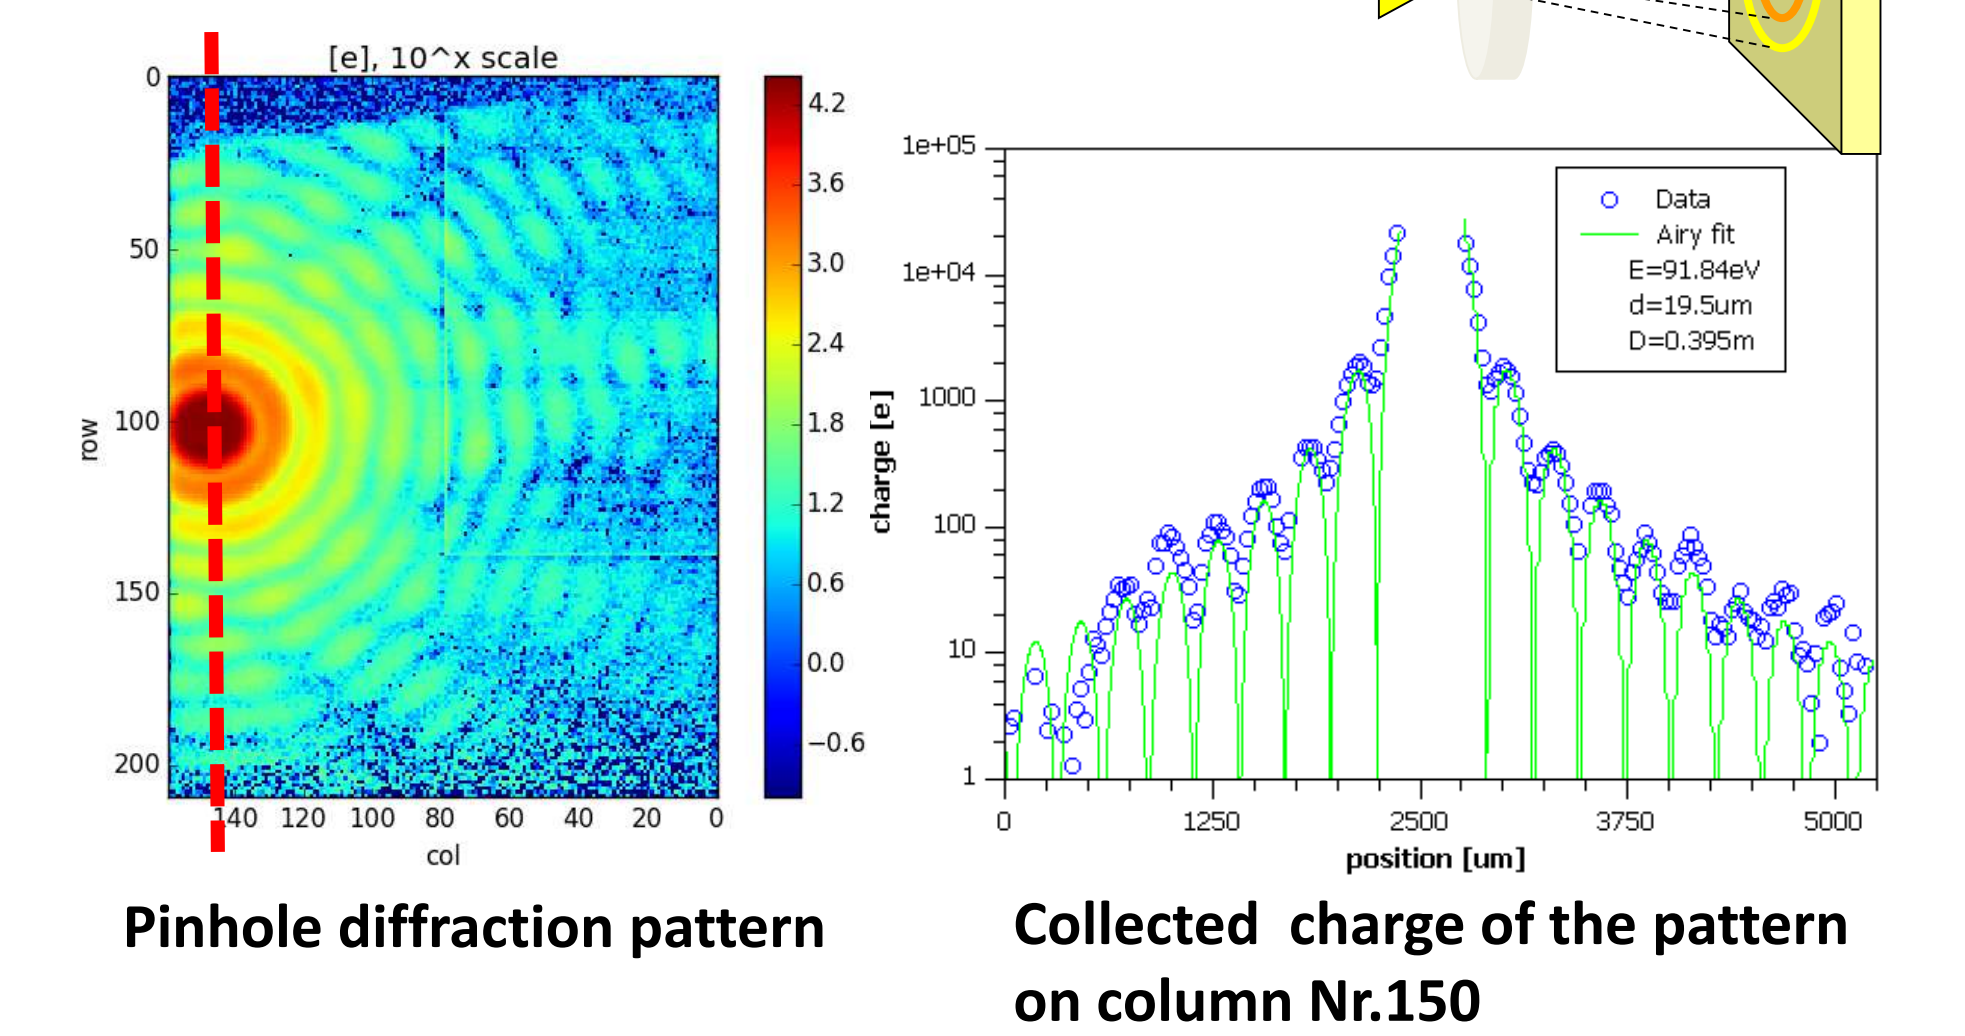 [e], 10^x scale
0
50
100
150
200
row
140
120
100
80
60
40
20
0
col
4.2
3.6
3.0
2.4
1.8
1.2
0.6
0.0
−0.6
Pinhole diffraction pattern
1e+05
1e+04
1000
100
10
1
charge [e]
Data
Airy fit
E=91.84eV
d=19.5um
D=0.395m
0
1250
2500
3750
5000
position [um]
Collected charge of the pattern
on column Nr.150